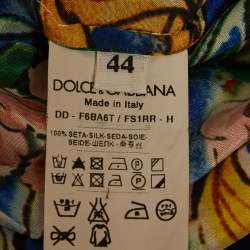 44
DOLCE & GABBANA
Made in Italy
DD - F6BA6T / FS1RR - H
100% SETA-SILK-SEDA-SOIE-
SEIDE-ШЕЛК-